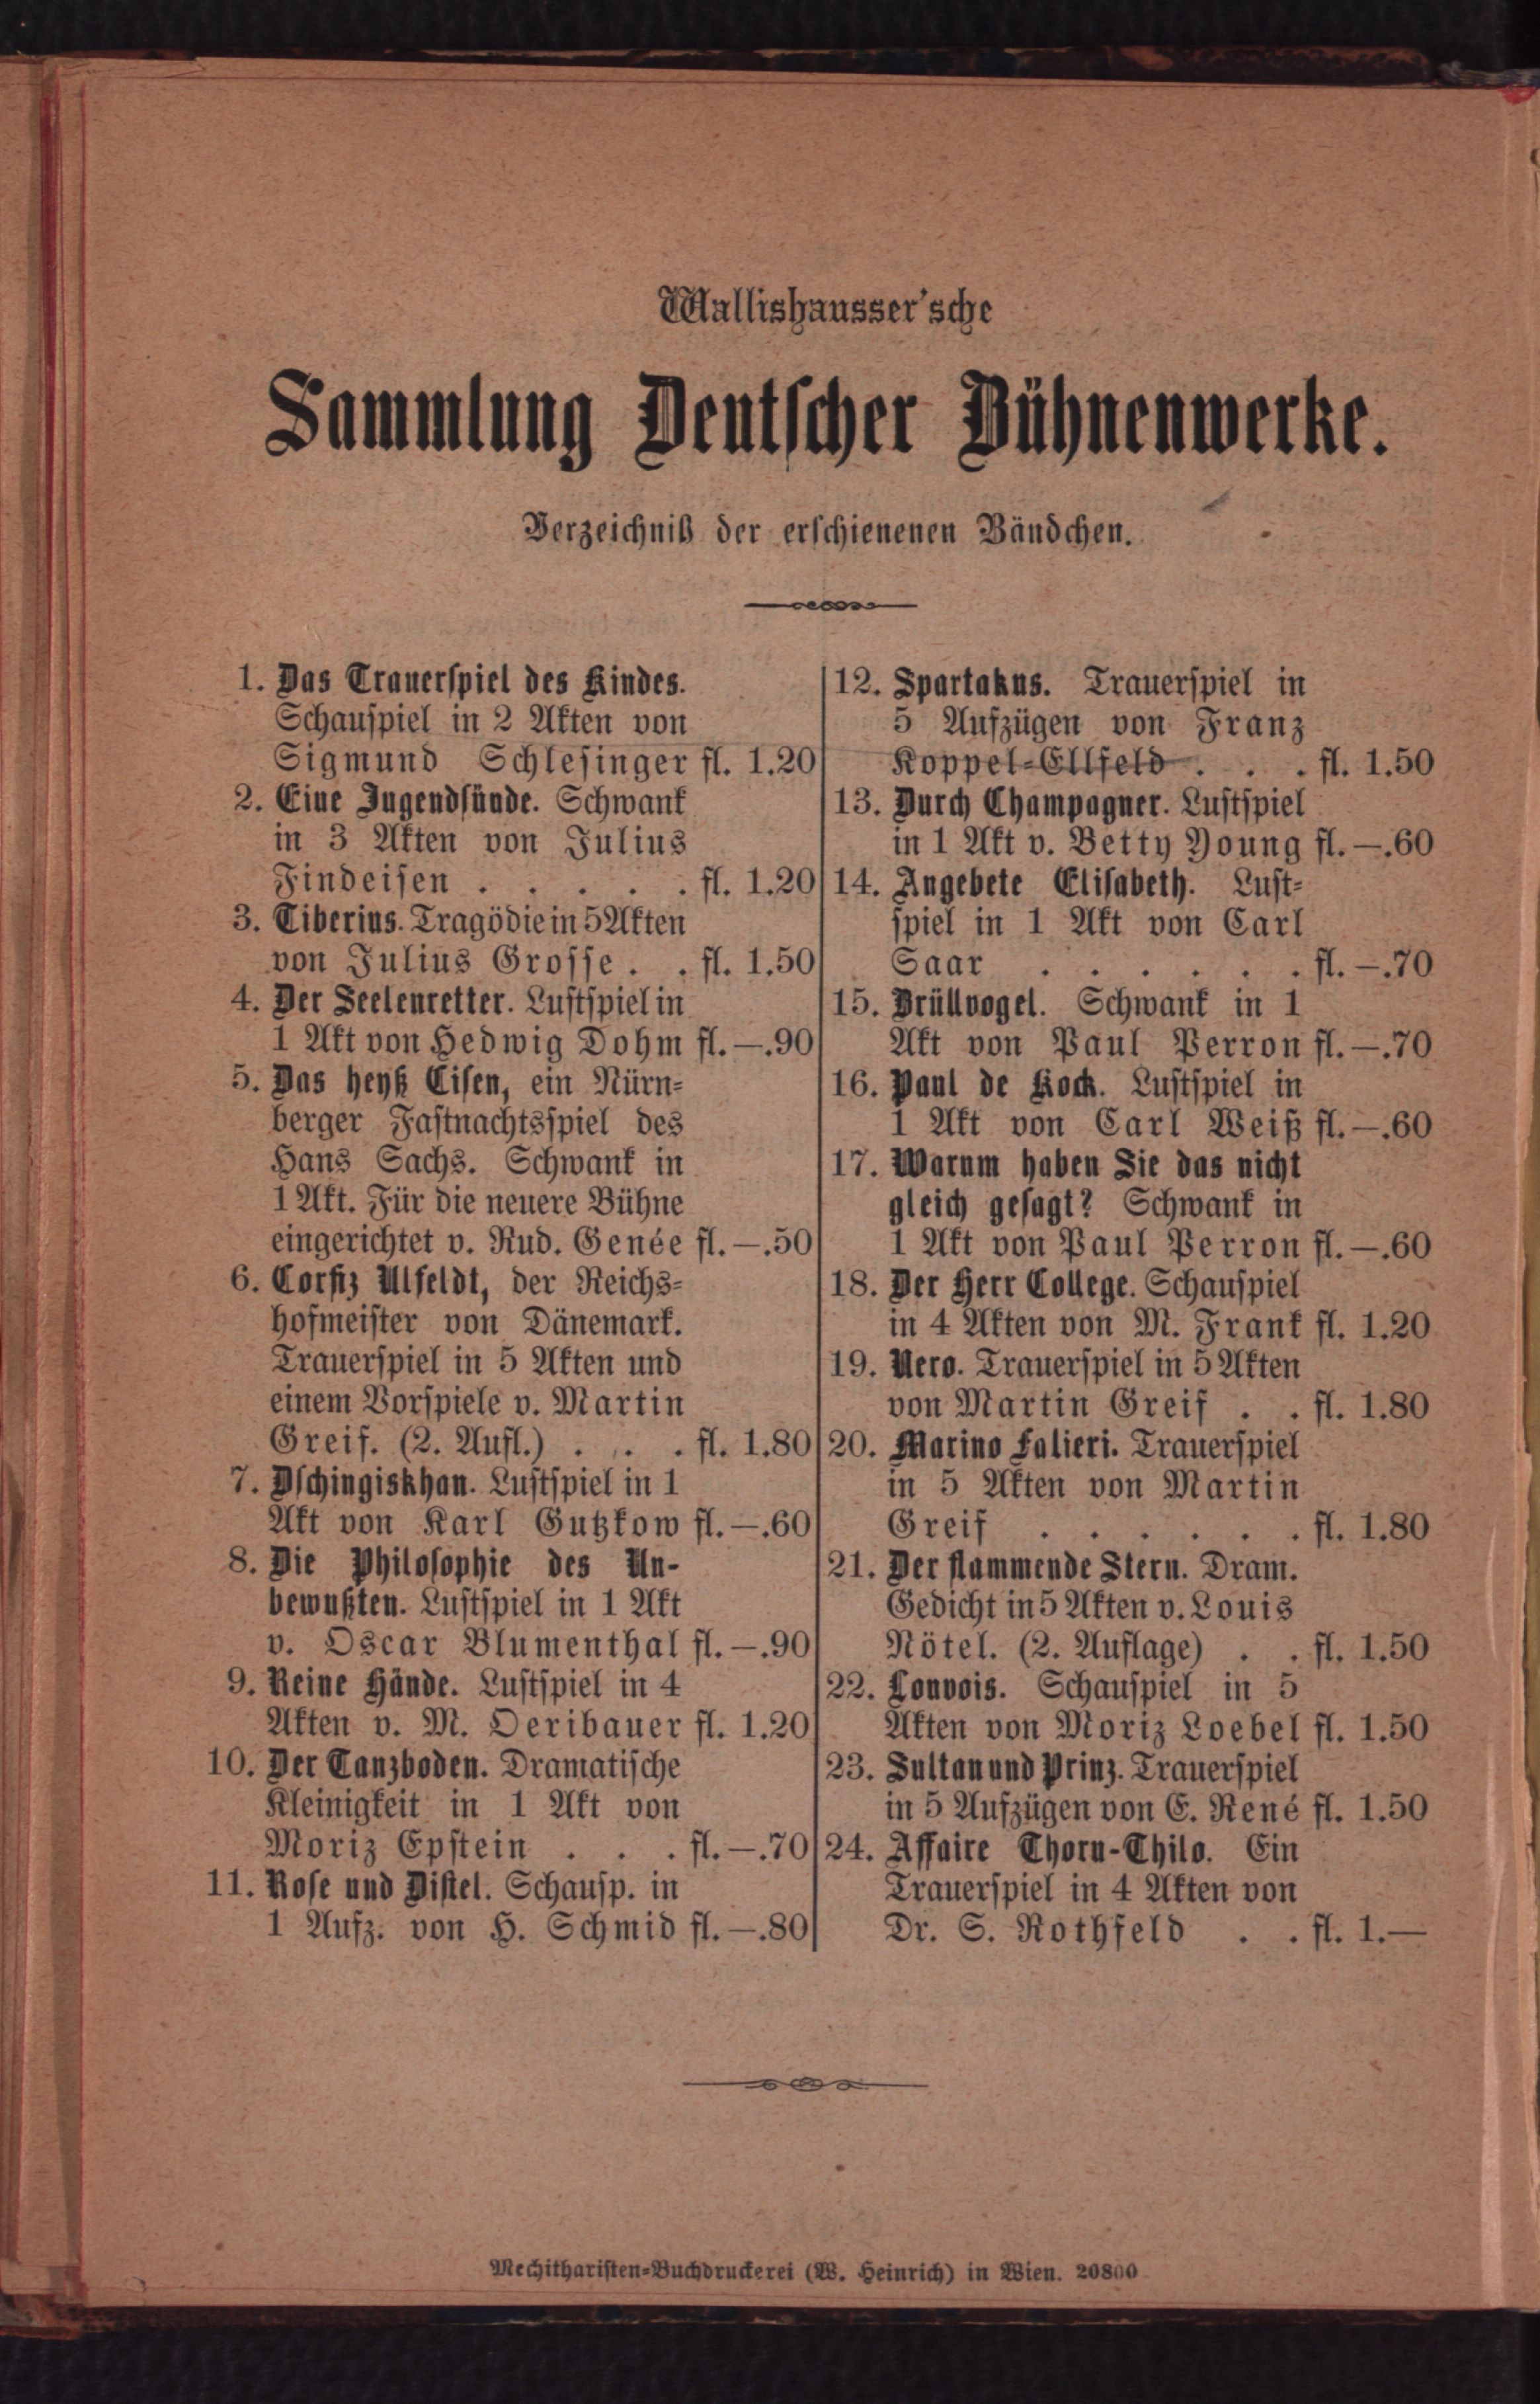 Wallishausser'sche
Sammlung Deutscher Bühnenwerke.
Verzeichniß der erschienenen Bändchen.
1. Das Trauerspiel des Kindes.
Schauspiel in 2 Akten von
Sigmund Schlesinger fl. 1.20
2. Eine Jugendsünde. Schwank
in 3 Akten von Julius
Findeisen . . . . . fl. 1.20
3. Tiberius. Tragödie in 5 Akten
von Julius Grosse . . fl. 1.50
4. Der Seelenretter. Lustspiel in
1 Akt von Hedwig Dohm fl. —.90
5. Das heyß Eisen, ein Nürn-
berger Fastnachtsspiel des
Hans Sachs. Schwank in
1 Akt. Für die neuere Bühne
eingerichtet v. Rud. Genée fl. —.50
6. Corfiz Ulfeldt, der Reichs-
hofmeister von Dänemark.
Trauerspiel in 5 Akten und
einem Vorspiele v. Martin
Greif. (2. Aufl.) . . . fl. 1.80
7. Dschingiskhan. Lustspiel in 1
Akt von Karl Gutzkow fl. —.60
8. Die Philosophie des Un-
bewußten. Lustspiel in 1 Akt
v. Oscar Blumenthal fl. —.90
9. Reine Hände. Lustspiel in 4
Akten v. M. Deribauer fl. 1.20
10. Der Tanzboden. Dramatische
Kleinigkeit in 1 Akt von
Moriz Epstein . . . fl. —.70
11. Rose und Distel. Schausp. in
1 Aufz. von H. Schmid fl. —.80
12. Spartakus. Trauerspiel in
5 Aufzügen von Franz
Koppel-Ellfeld . . . fl. 1.50
13. Durch Champagner. Lustspiel
in 1 Akt v. Betty Young fl. —.60
14. Angebete Elisabeth. Lust-
spiel in 1 Akt von Carl
Saar . . . . . . fl. —.70
15. Brüllvogel. Schwank in 1
Akt von Paul Perron fl. —.70
16. Paul de Kock. Lustspiel in
1 Akt von Carl Weiß fl. —.60
17. Warum haben Sie das nicht
gleich gesagt? Schwank in
1 Akt von Paul Perron fl. —.60
18. Der Herr College. Schauspiel
in 4 Akten von M. Frank fl. 1.20
19. Nero. Trauerspiel in 5 Akten
von Martin Greif . . fl. 1.80
20. Marino Falieri. Trauerspiel
in 5 Akten von Martin
Greif . . . . . . fl. 1.80
21. Der flammende Stern. Dram.
Gedicht in 5 Akten v. Louis
Nötel. (2. Auflage) . . fl. 1.50
22. Louvois. Schauspiel in 5
Akten von Moriz Loebel fl. 1.50
23. Sultan und Prinz. Trauerspiel
in 5 Aufzügen von E. René fl. 1.50
24. Affaire Thorn-Thilo. Ein
Trauerspiel in 4 Akten von
Dr. S. Rothfeld . . fl. 1.—
Mechitharisten-Buchdruckerei (W. Heinrich) in Wien. 20800